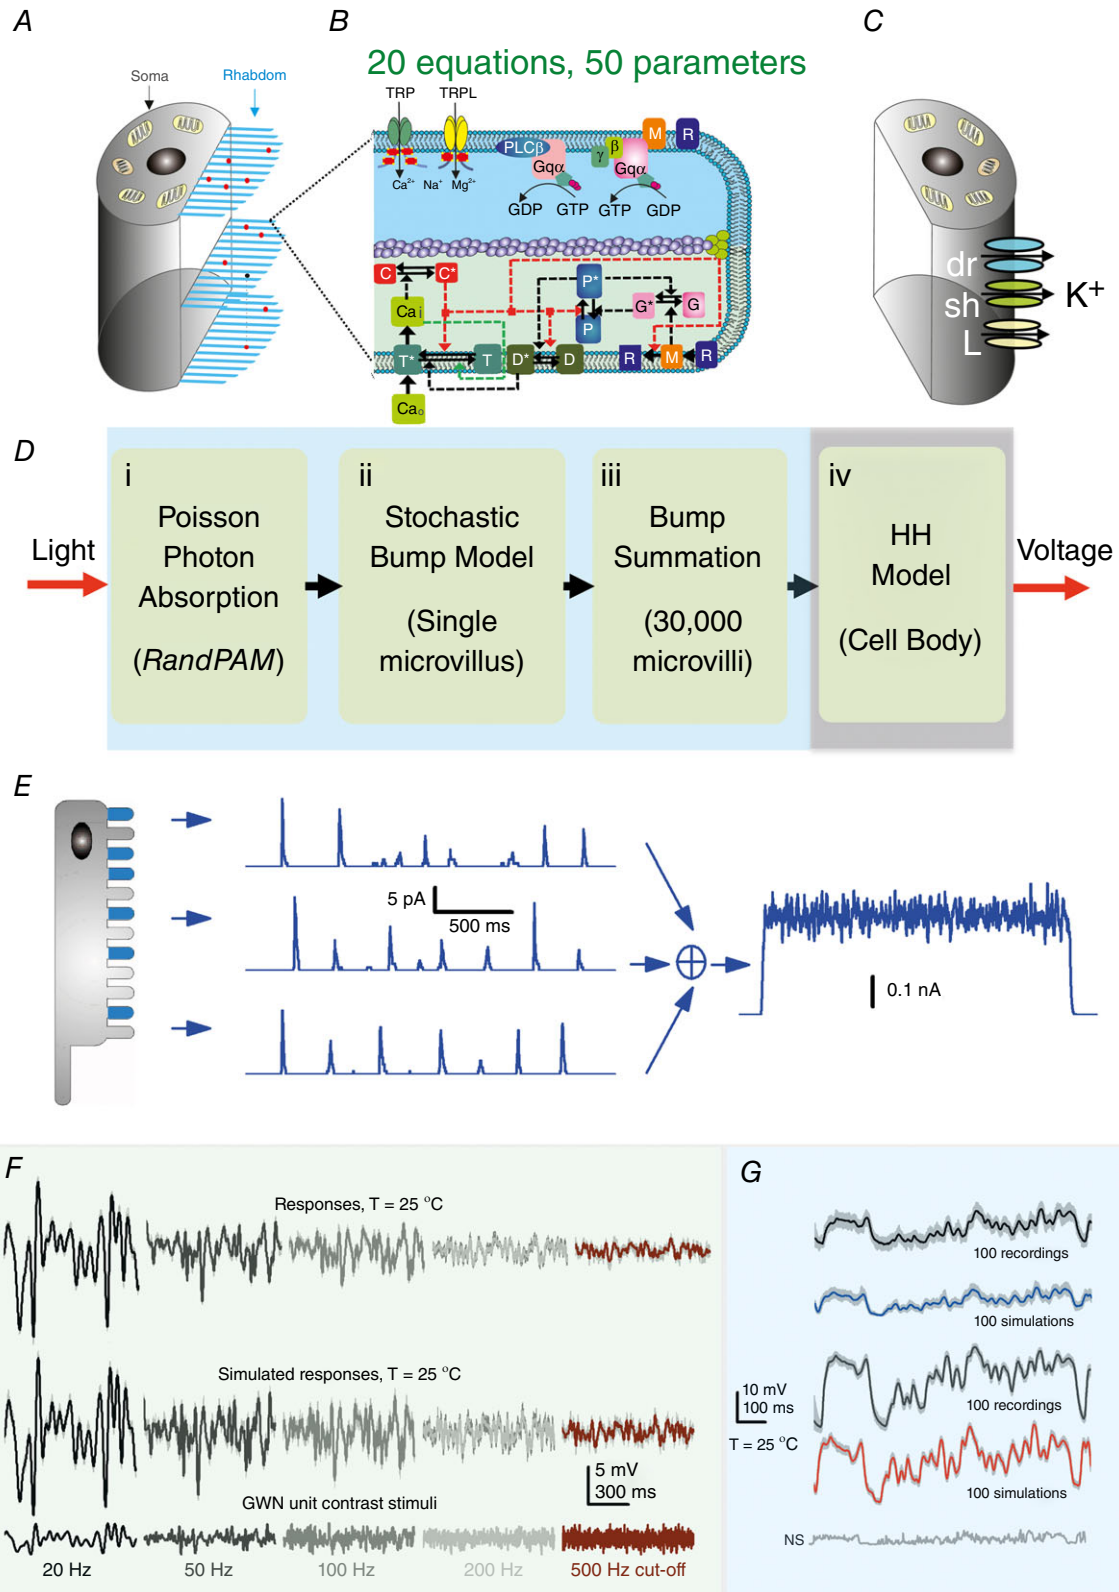 A
B
C
20 equations, 50 parameters
Soma
Rhabdom
TRP
TRPL
M
R
PLCβ
Gqα
γ
β
Gqα
Ca2+
Na+
Mg2+
GDP
GTP
GTP
GDP
C
C*
P*
Cai
G*
G
P
T*
T
D*
D
R
M
R
Cao
dr
sh
L
K+
D
i
ii
iii
iv
Light
Poisson
Photon
Absorption
(RandPAM)
Stochastic
Bump Model
(Single
microvillus)
Bump
Summation
(30,000
microvilli)
HH
Model
(Cell Body)
Voltage
E
5 pA
500 ms
0.1 nA
F
Responses, T = 25 °C
Simulated responses, T = 25 °C
5 mV
300 ms
GWN unit contrast stimuli
20 Hz
50 Hz
100 Hz
200 Hz
500 Hz cut-off
G
100 recordings
100 simulations
10 mV
100 ms
100 recordings
T = 25 °C
100 simulations
NS